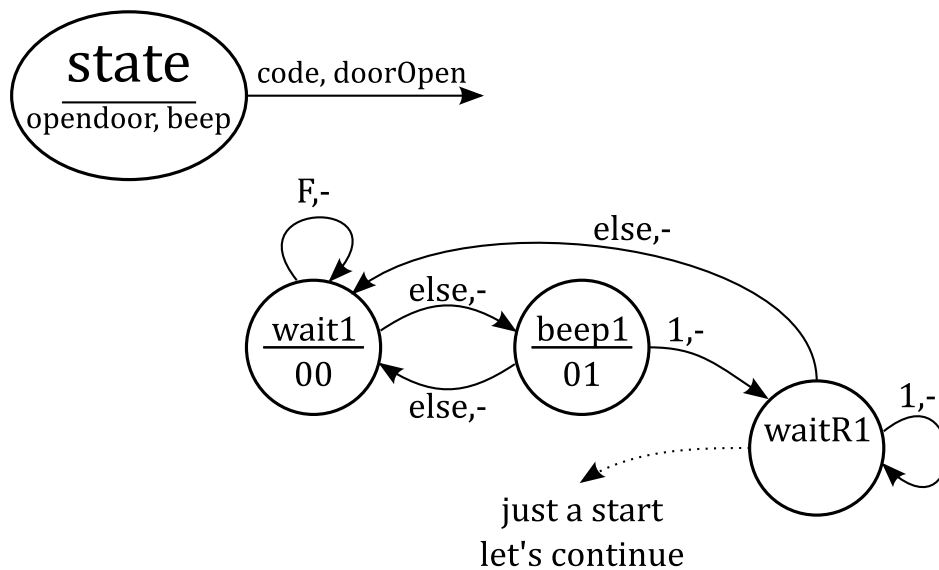 state
opendoor, beep
code, doorOpen
F,-
else,-
else,-
wait1
00
beep1
01
1,-
else,-
waitR1
1,-
just a start
let's continue